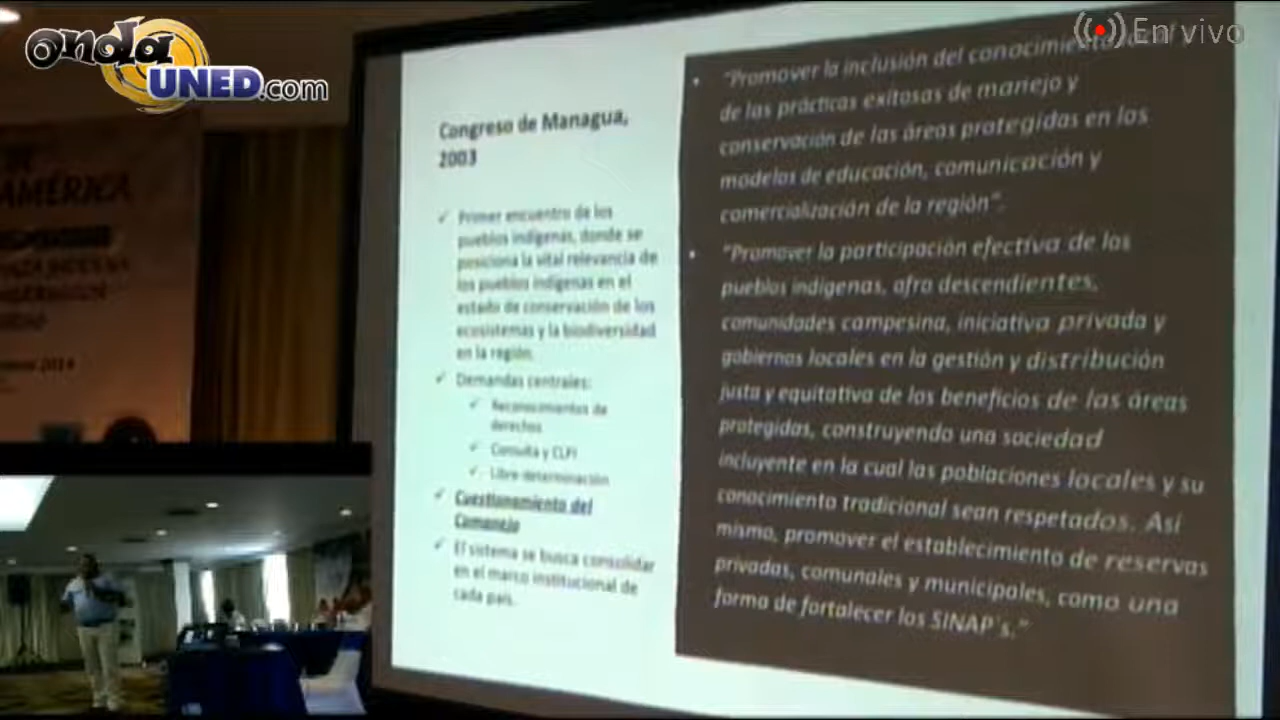 onda
UNED.com
En vivo
AMÉRICA
2014
Congreso de Managua,
2003
✓ Primer encuentro de los
pueblos indígenas, donde se
posiciona la vital relevancia de
los pueblos indígenas en el
estado de conservación de los
ecosistemas y la biodiversidad
en la región.
✓ Demandas centrales:
✓ Reconocimientos de
derechos
✓ Consulta y CLPI
✓ Libre determinación
✓ Cuestionamiento del
Comanejo
✓ El sistema se busca consolidar
en el marco institucional de
cada país.
• "Promover la inclusión del conocimiento
de las prácticas exitosas de manejo y
conservación de las áreas protegidas en los
modelos de educación, comunicación y
comercialización de la región".
• "Promover la participación efectiva de los
pueblos indígenas, afro descendientes,
comunidades campesina, iniciativa privada y
gobiernos locales en la gestión y distribución
justa y equitativa de los beneficios de las áreas
protegidas, construyendo una sociedad
incluyente en la cual las poblaciones locales y su
conocimiento tradicional sean respetados. Así
mismo, promover el establecimiento de reservas
privadas, comunales y municipales, como una
forma de fortalecer los SINAP's."